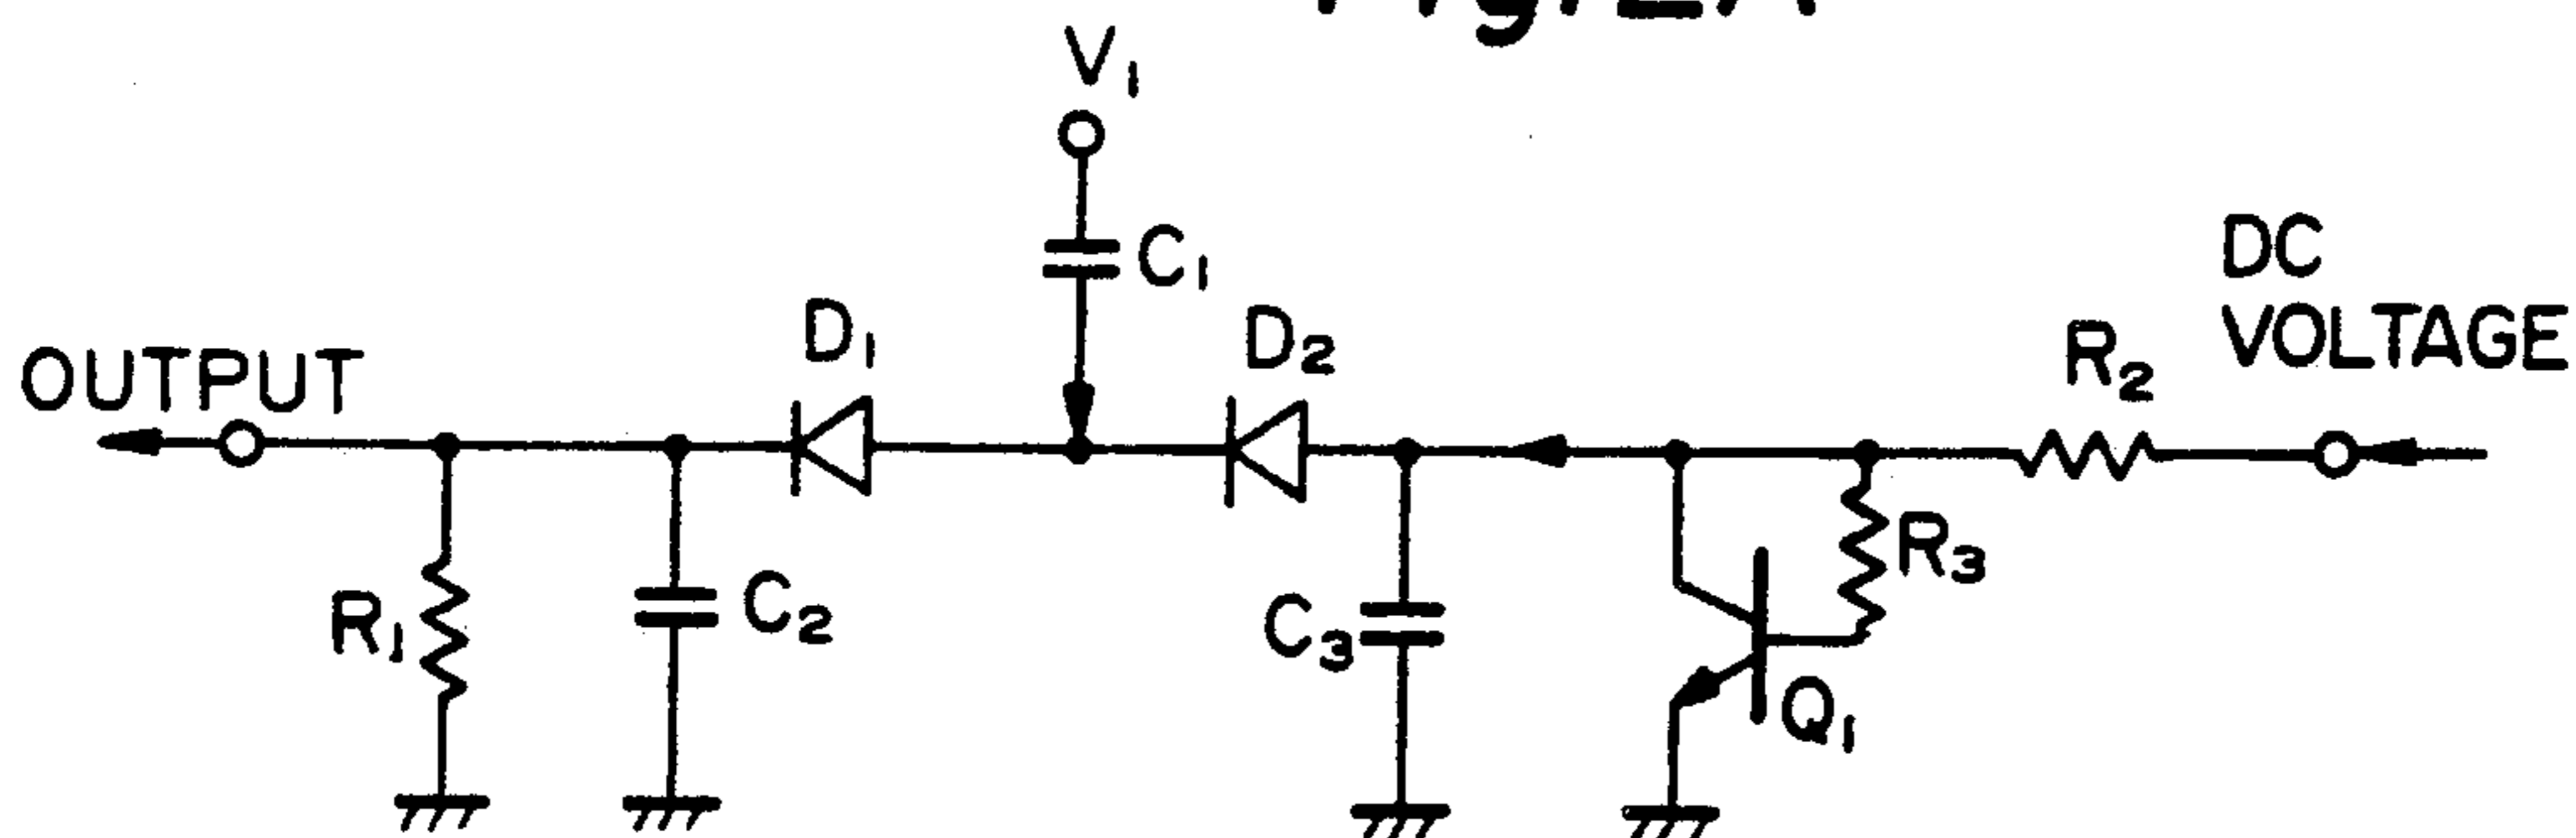 V₁
C₁
DC
VOLTAGE
D₁
D₂
R₂
OUTPUT
R₃
R₁
C₂
C₃
Q₁